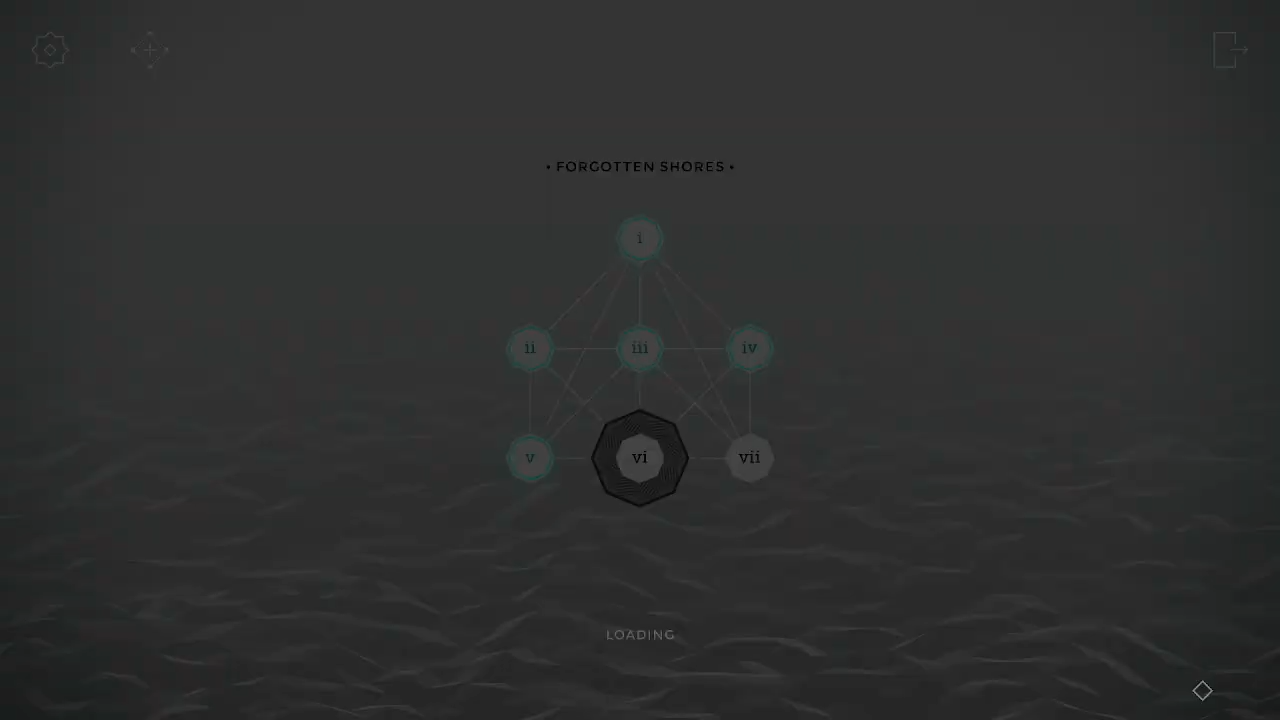 • FORGOTTEN SHORES •
i
ii iii iv
v vi vii
LOADING